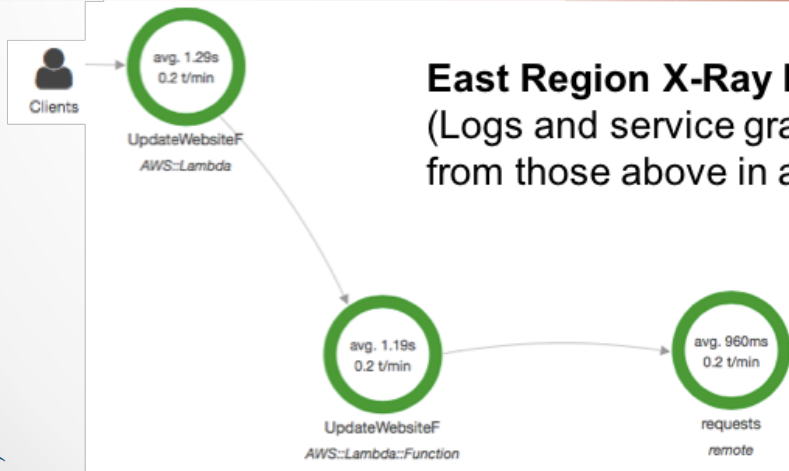 avg. 1.29s
0.2 t/min
Clients
UpdateWebsiteF
AWS::Lambda
East Region X-Ray
(Logs and service
from those above in
avg. 1.19s
0.2 t/min
UpdateWebsiteF
AWS::Lambda::Function
avg. 960ms
0.2 t/min
requests
remote